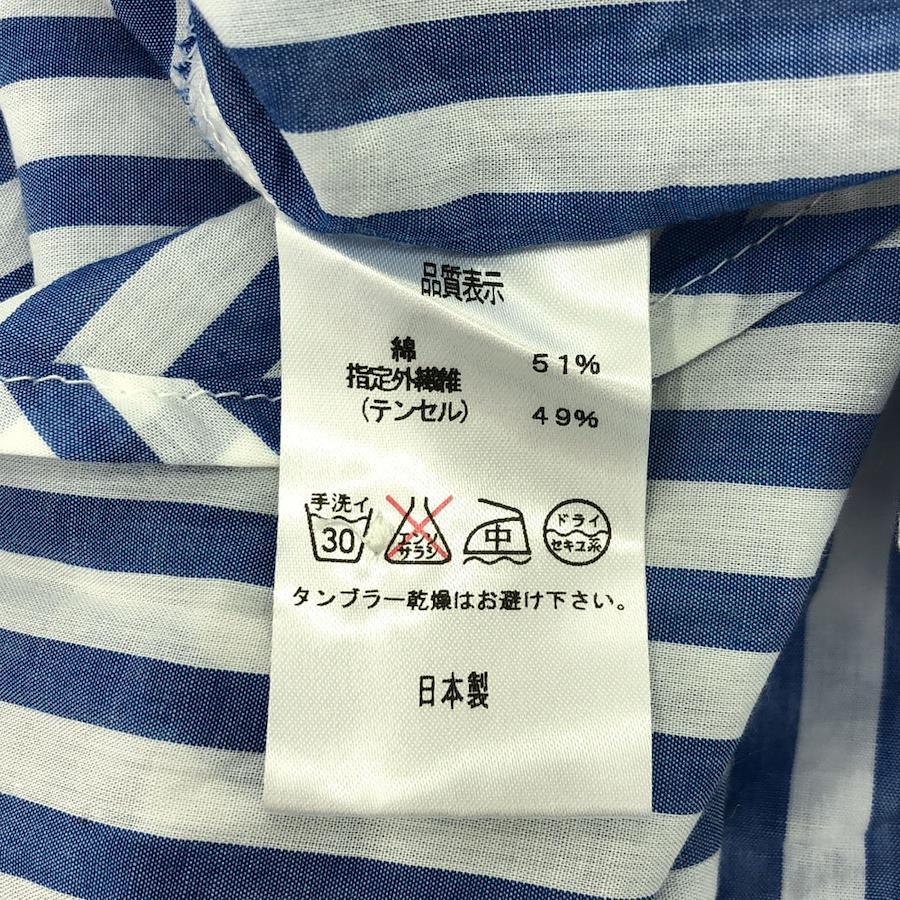 品質表示
綿 51%
指定外繊維
(テンセル) 49%
手洗イ
30
エンソ
サラシ
中
ドライ
セキユ系
タンブラー乾燥はお避け下さい。
日本製